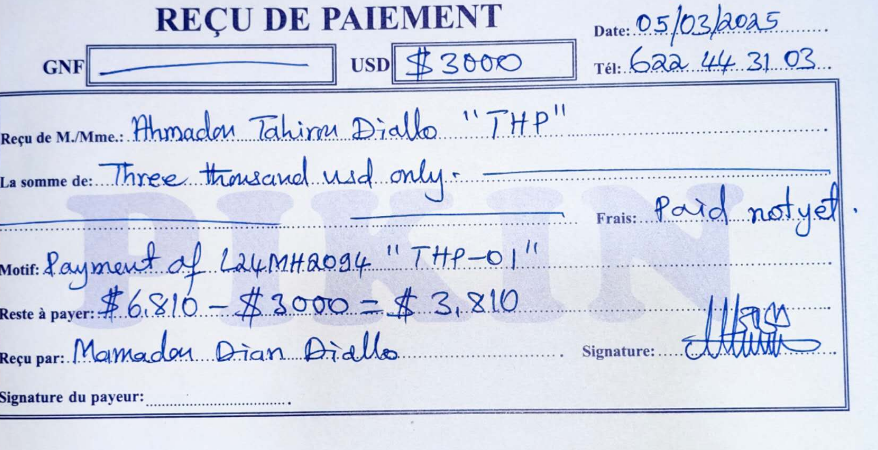 REÇU DE PAIEMENT
Date: 05/03/2025
GNF USD $3000 Tél: 622 44 31 03
Reçu de M./Mme.: Ahmadou Tahirou Diallo "THP"
La somme de: Three thousand usd only.
Frais: Paid not yet.
Motif: Payment of L24MH2094 "THP-01"
Reste à payer: $6,810 - $3000 = $3,810
Reçu par: Mamadou Dian Diallo Signature:
Signature du payeur:
PIKIN